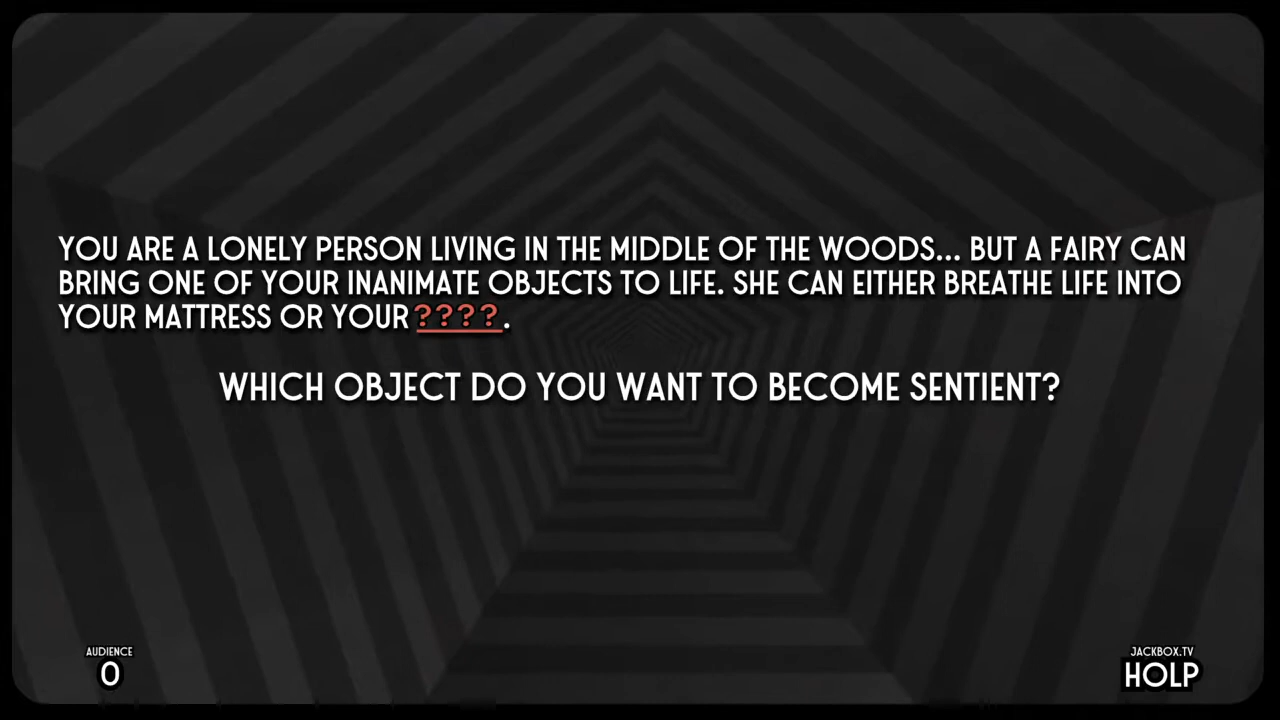 YOU ARE A LONELY PERSON LIVING IN THE MIDDLE OF THE WOODS... BUT A FAIRY CAN
BRING ONE OF YOUR INANIMATE OBJECTS TO LIFE. SHE CAN EITHER BREATHE LIFE INTO
YOUR MATTRESS OR YOUR ????.
WHICH OBJECT DO YOU WANT TO BECOME SENTIENT?
AUDIENCE
0
JACKBOX.TV
HOLP